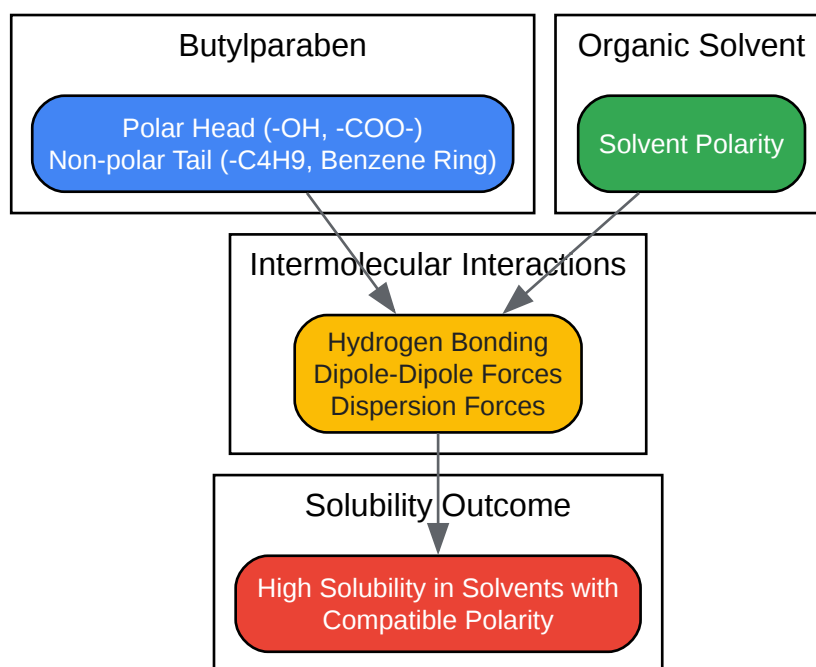 Butylparaben
Polar Head (-OH, -COO-)
Non-polar Tail (-C4H9, Benzene Ring)
Organic Solvent
Solvent Polarity
Intermolecular Interactions
Hydrogen Bonding
Dipole-Dipole Forces
Dispersion Forces
Solubility Outcome
High Solubility in Solvents with
Compatible Polarity